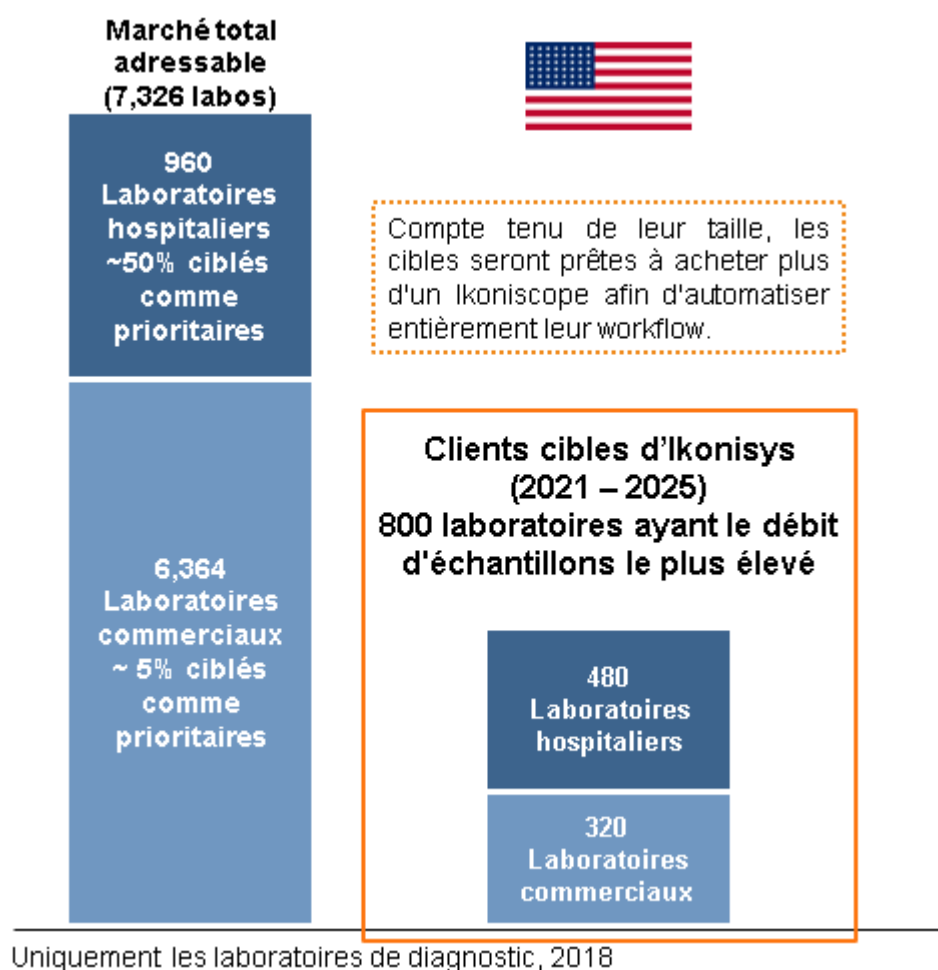 Marché total
adressable
(7,326 labos)
960
Laboratoires
hospitaliers
~50% ciblés
comme
prioritaires
Compte tenu de leur taille, les
cibles seront prêtes à acheter plus
d'un Ikoniscope afin d'automatiser
entièrement leur workflow.
6,364
Laboratoires
commerciaux
~ 5% ciblés
comme
prioritaires
Clients cibles d’Ikonisys
(2021 – 2025)
800 laboratoires ayant le débit
d'échantillons le plus élevé
480
Laboratoires
hospitaliers
320
Laboratoires
commerciaux
Uniquement les laboratoires de diagnostic, 2018